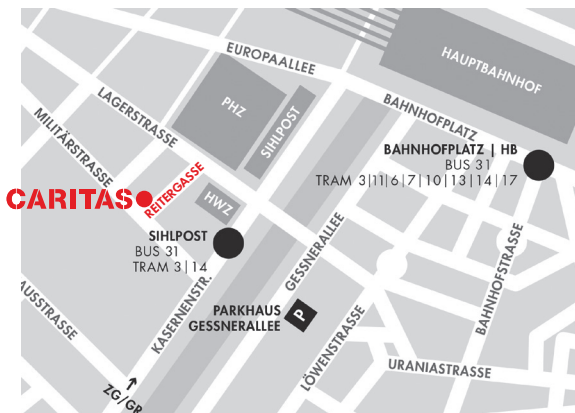 EUROPAALLEE
HAUPTBAHNHOF
LAGERSTRASSE
PHZ
SIHLPOST
BAHNHOFPLATZ
MILITÄRSTRASSE
BAHNHOFPLATZ | HB
BUS 31
TRAM 3|11|6|7|10|13|14|17
CARITAS
REITERGASSE
HWZ
SIHLPOST
BUS 31
TRAM 3|14
GESSNERALLEE
BAHNHOFSTRASSE
KASERNENSTR.
PARKHAUS
GESSNERALLEE
P
LÖWENSTRASSE
AUSSTRASSE
URANIASTRASSE
ZG/GR